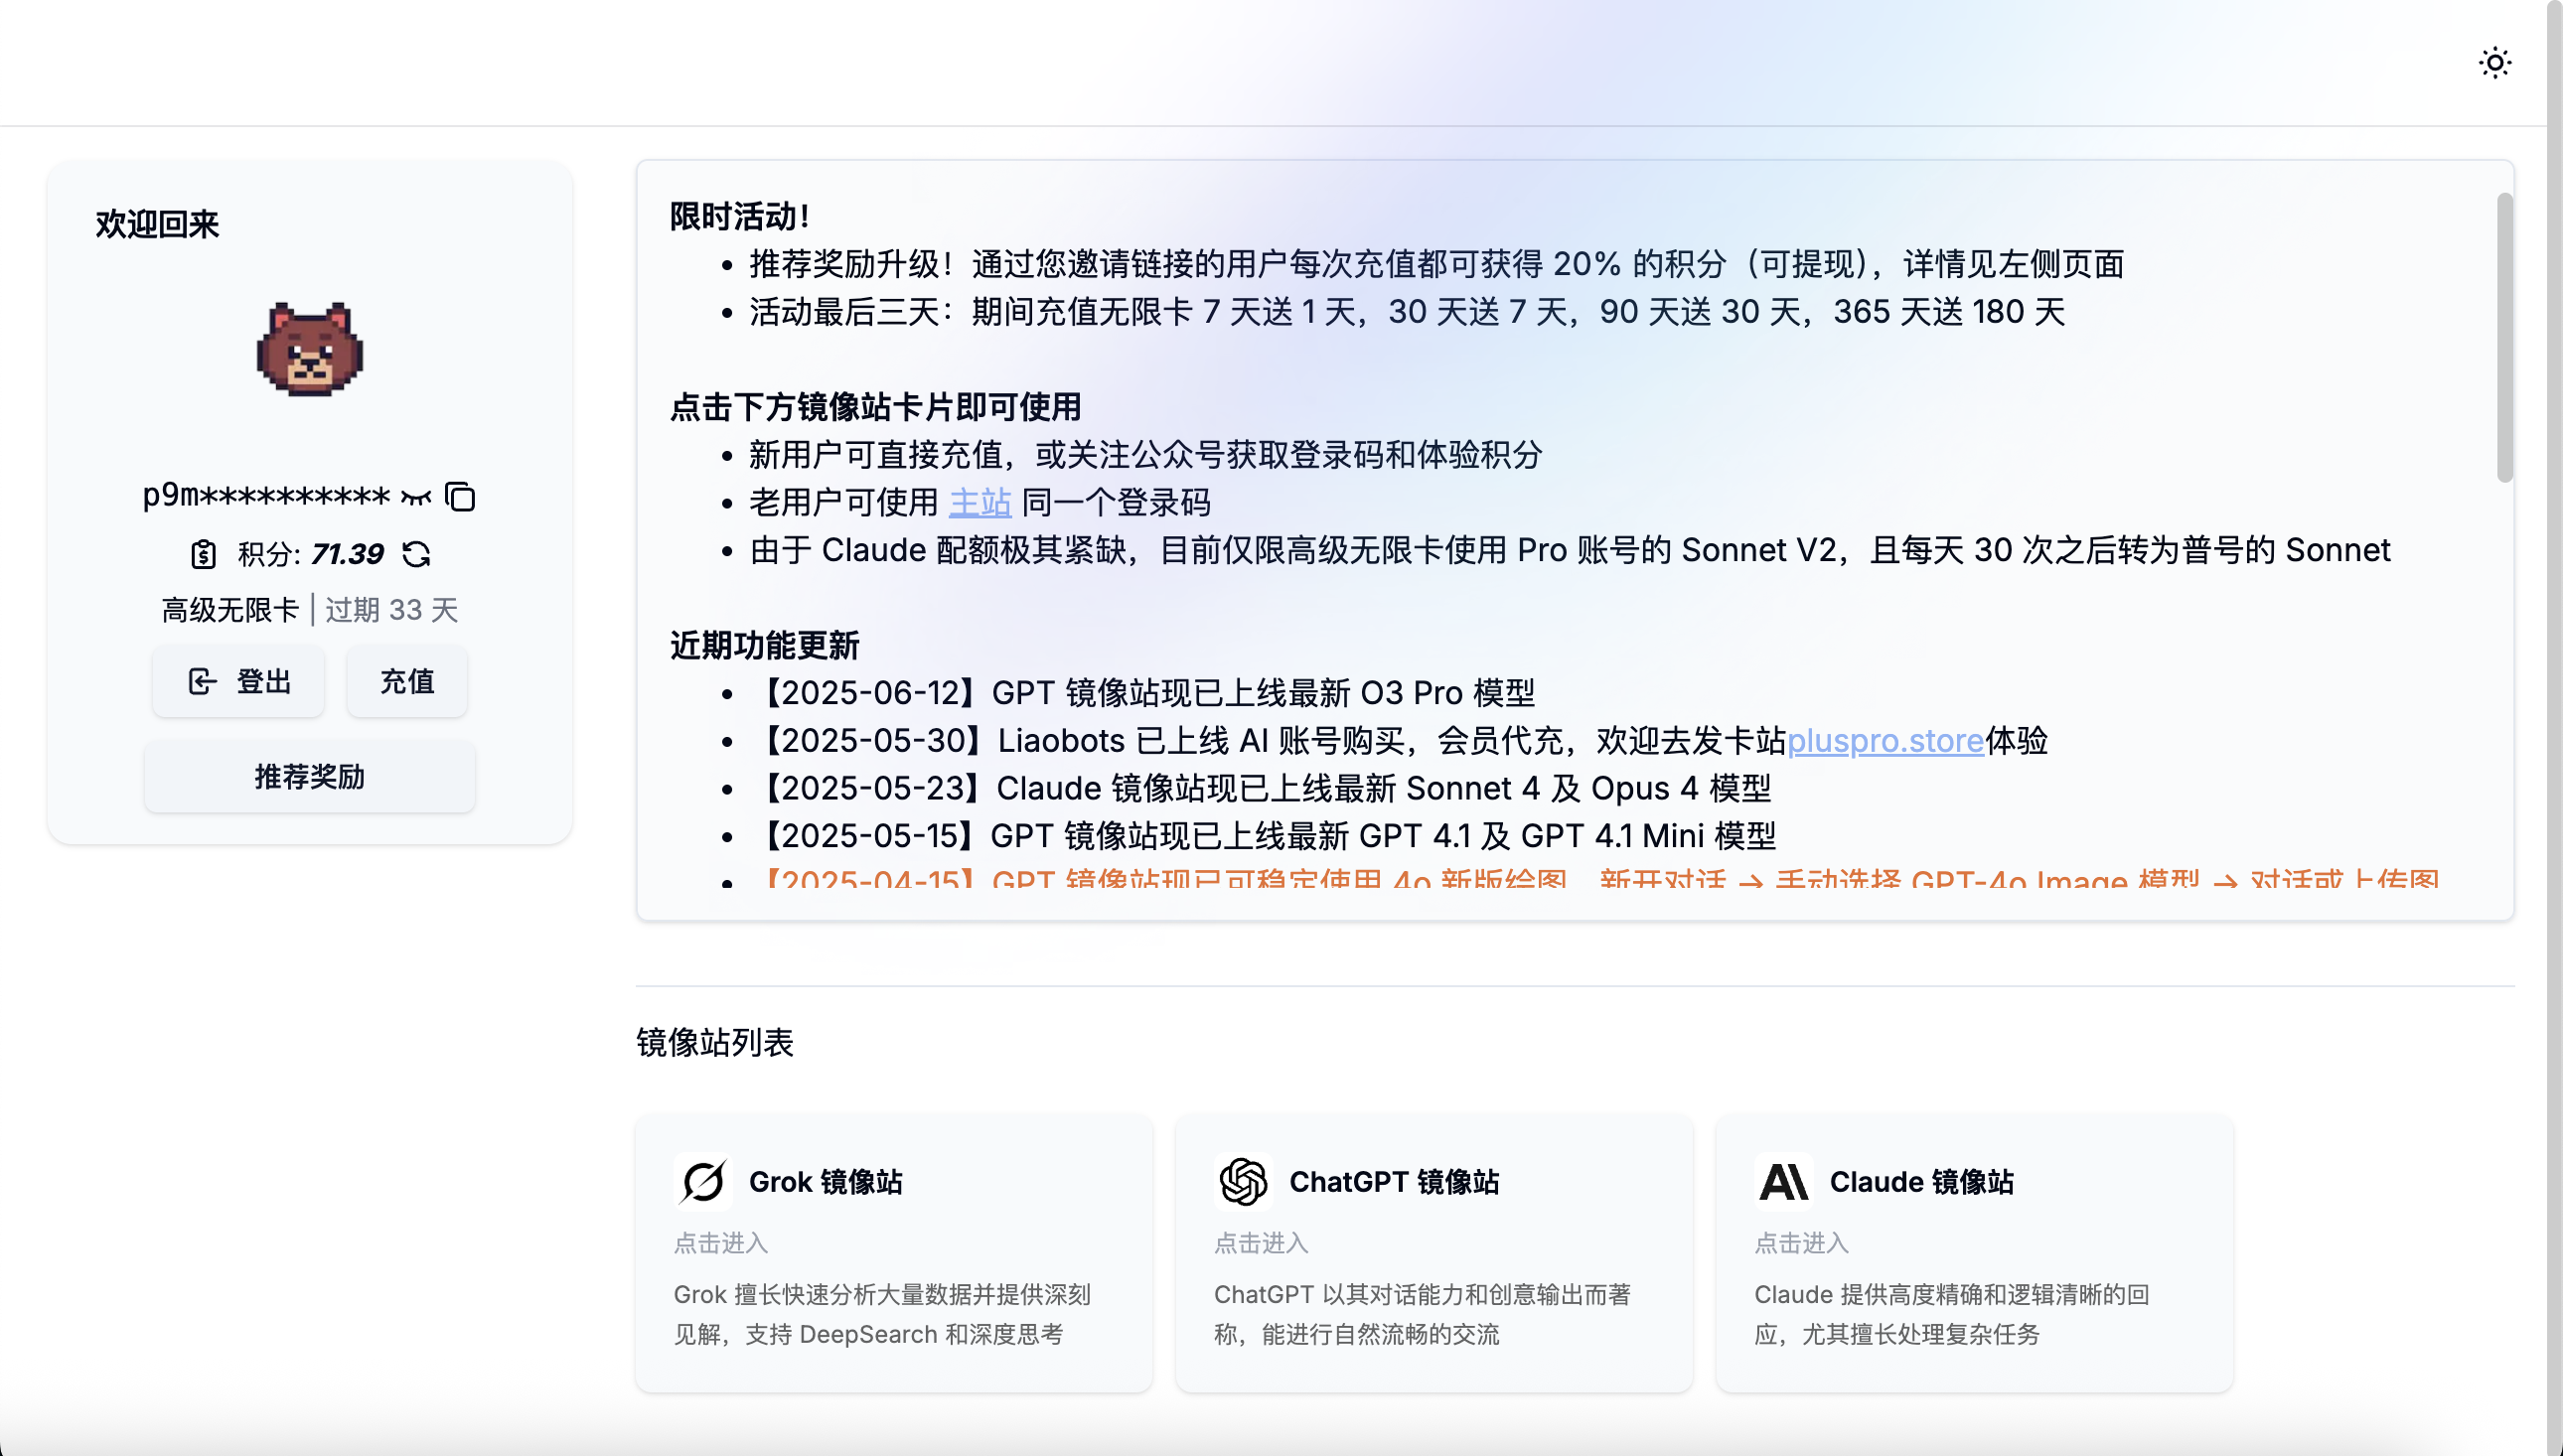 欢迎回来
p9m**********
积分: 71.39
高级无限卡 | 过期 33 天
登出
充值
推荐奖励
限时活动！
推荐奖励升级！通过您邀请链接的用户每次充值都可获得 20% 的积分（可提现），详情见左侧页面
活动最后三天：期间充值无限卡 7 天送 1 天，30 天送 7 天，90 天送 30 天，365 天送 180 天
点击下方镜像站卡片即可使用
新用户可直接充值，或关注公众号获取登录码和体验积分
老用户可使用 主站 同一个登录码
由于 Claude 配额极其紧缺，目前仅限高级无限卡使用 Pro 账号的 Sonnet V2，且每天 30 次之后转为普号的 Sonnet
近期功能更新
【2025-06-12】GPT 镜像站现已上线最新 O3 Pro 模型
【2025-05-30】Liaobots 已上线 AI 账号购买，会员代充，欢迎去发卡站pluspro.store体验
【2025-05-23】Claude 镜像站现已上线最新 Sonnet 4 及 Opus 4 模型
【2025-05-15】GPT 镜像站现已上线最新 GPT 4.1 及 GPT 4.1 Mini 模型
【2025-04-15】GPT 镜像站现已可稳定使用 4o 新版绘图，新开对话 → 手动选择 GPT-4o Image 模型 → 对话或上传图
镜像站列表
Grok 镜像站
点击进入
Grok 擅长快速分析大量数据并提供深刻
见解，支持 DeepSearch 和深度思考
ChatGPT 镜像站
点击进入
ChatGPT 以其对话能力和创意输出而著
称，能进行自然流畅的交流
Claude 镜像站
点击进入
Claude 提供高度精确和逻辑清晰的回
应，尤其擅长处理复杂任务